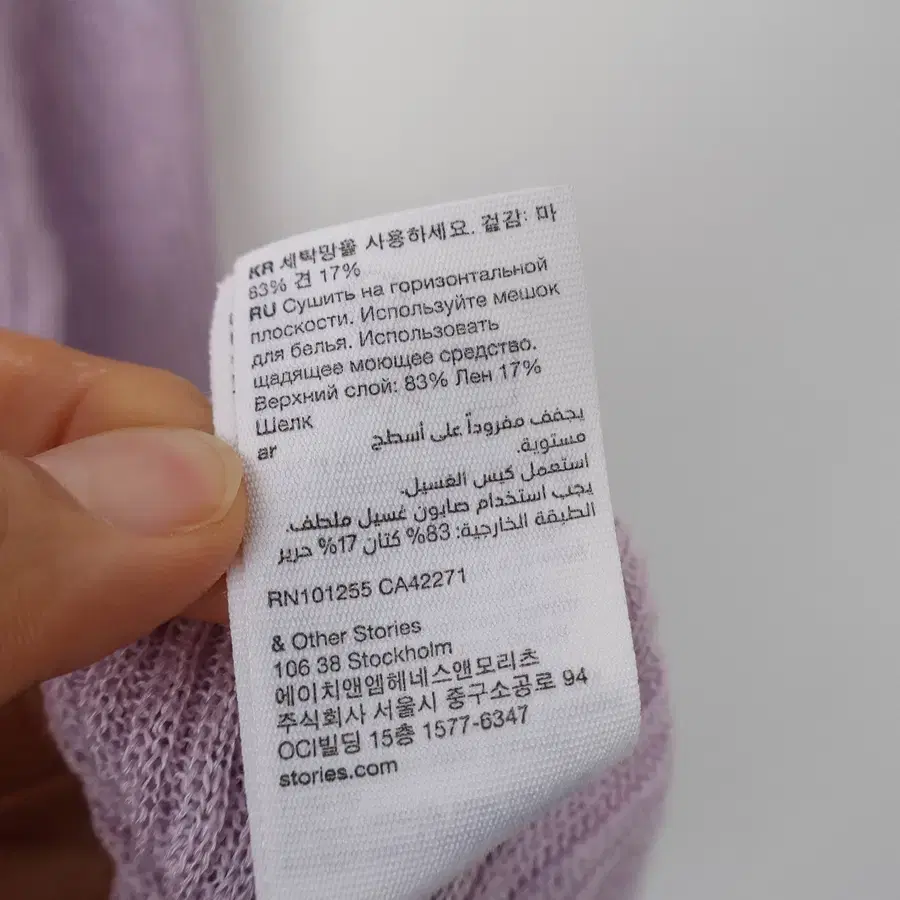 KR 세탁망을 사용하세요. 겉감: 마
83% 견 17%
RU Сушить на горизонтальной
плоскости. Используйте мешок
для белья. Использовать
щадящее моющее средство.
Верхний слой: 83% Лен 17%
Шелк
ar يجفف مفروداً على أسطح
مستوية.
استعمل كيس الغسيل.
يجب استخدام صابون غسيل ملطف.
الطبقة الخارجية: 83% كتان 17% حرير
RN101255 CA42271
& Other Stories
106 38 Stockholm
에이치앤엠헤네스앤모리츠
주식회사 서울시 중구소공로 94
OCI빌딩 15층 1577-6347
stories.com